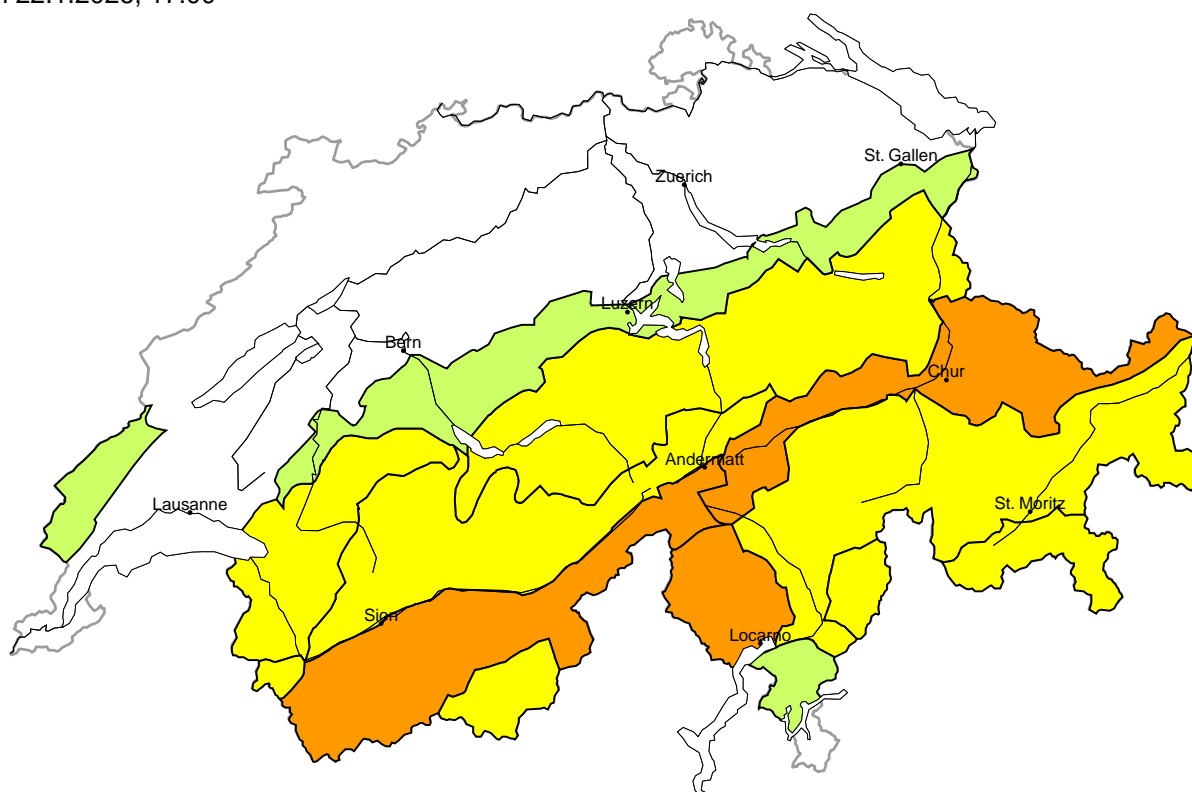 St. Gallen
Zuerich
Luzern
Bern
Chur
Andermatt
Lausanne
St. Moritz
Sion
Locarno